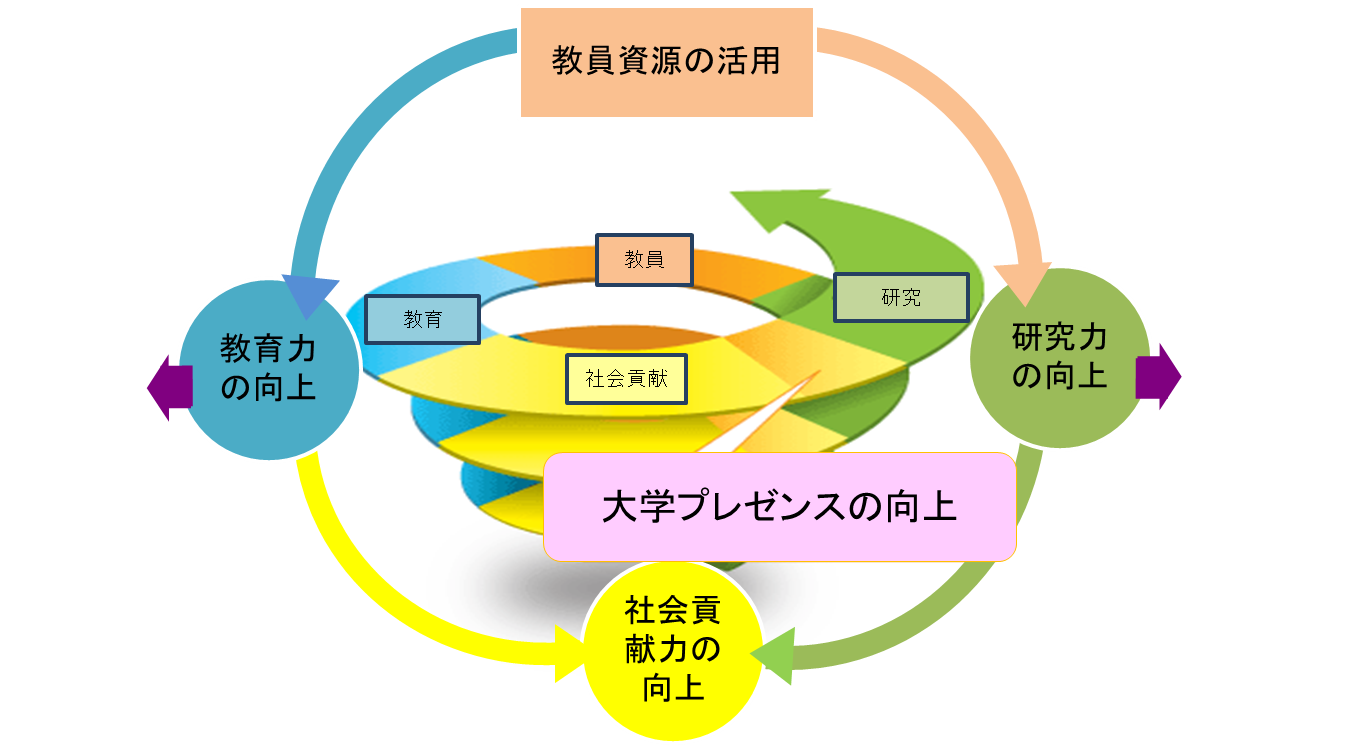 教員資源の活用
教員
研究
教育
社会貢献
教育力
の向上
研究力
の向上
大学プレゼンスの向上
社会貢
献力の
向上